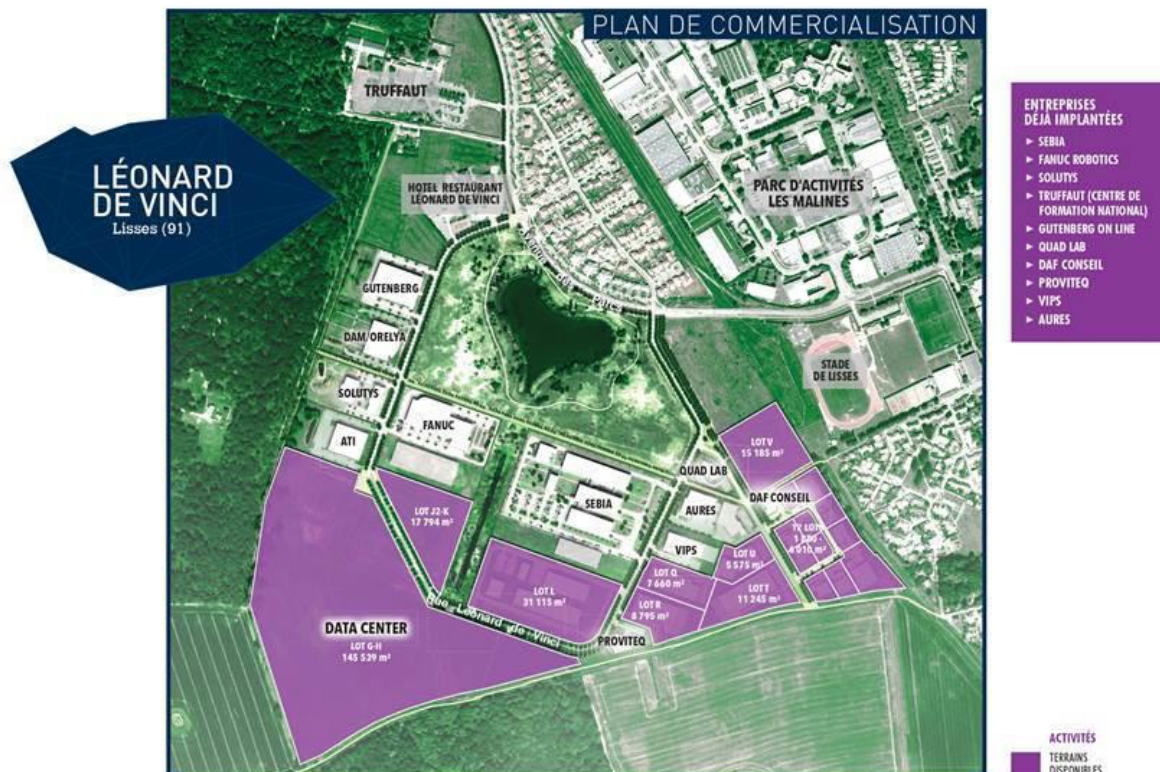 PLAN DE COMMERCIALISATION
LÉONARD
DE VINCI
Lisses (91)
TRUFFAUT
HOTEL RESTAURANT
LÉONARD DE VINCI
PARC D'ACTIVITÉS
LES MALINES
ENTREPRISES
DÉJÀ IMPLANTÉES
► SEBIA
► FANUC ROBOTICS
► SOLUTYS
► TRUFFAUT (CENTRE DE
FORMATION NATIONAL)
► GUTENBERG ON LINE
► QUAD LAB
► DAF CONSEIL
► PROVITEQ
► VIPS
► AURES
GUTENBERG
DAM/ORELYA
SOLUTYS
ATI
FANUC
STADE
DE LISSES
LOT V
15 185 m²
QUAD LAB
DAF CONSEIL
SEBIA
AURES
VIPS
LOT J2-K
17 794 m²
LOT U
5 575 m²
LOT Q
7 660 m²
LOT L
31 115 m²
LOT T
11 245 m²
LOT R
8 795 m²
Rue Léonard de Vinci
PROVITEQ
DATA CENTER
LOT G-H
145 539 m²
ACTIVITÉS
TERRAINS
DISPONIBLES